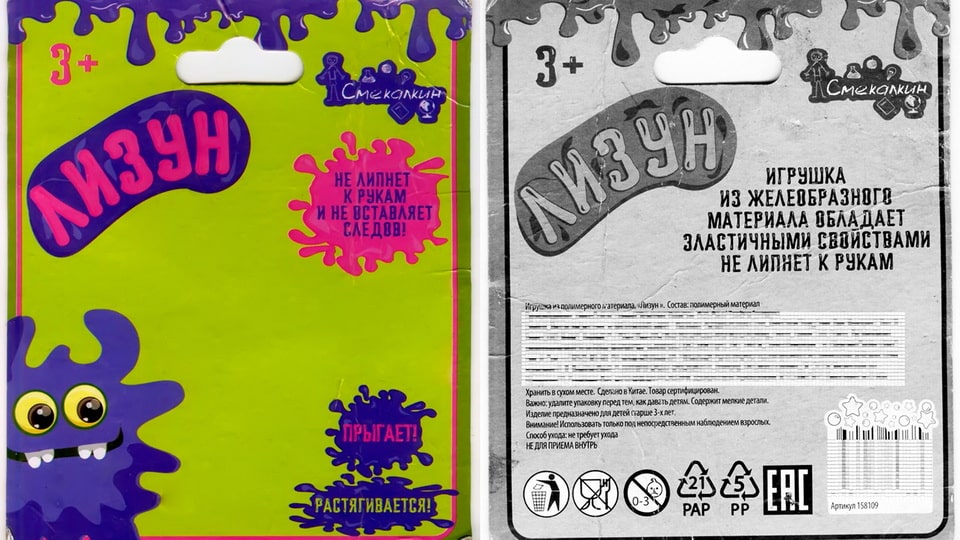 3+
Смекалкин
ЛИЗУН
НЕ ЛИПНЕТ
К РУКАМ
И НЕ ОСТАВЛЯЕТ
СЛЕДОВ!
ПРЫГАЕТ!
РАСТЯГИВАЕТСЯ!
3+
Смекалкин
ЛИЗУН
ИГРУШКА
ИЗ ЖЕЛЕОБРАЗНОГО
МАТЕРИАЛА ОБЛАДАЕТ
ЭЛАСТИЧНЫМИ СВОЙСТВАМИ
НЕ ЛИПНЕТ К РУКАМ
Игрушка из полимерного материала, «Лизун». Состав: полимерный материал
Хранить в сухом месте. Сделано в Китае. Товар сертифицирован.
Важно: удалите упаковку перед тем, как давать детям. Содержит мелкие детали.
Изделие предназначено для детей старше 3-х лет.
Внимание! Использовать только под непосредственным наблюдением взрослых.
Способ ухода: не требует ухода
НЕ ДЛЯ ПРИЕМА ВНУТРЬ
0-3
21
PAP
5
PP
EAC
Артикул 158109